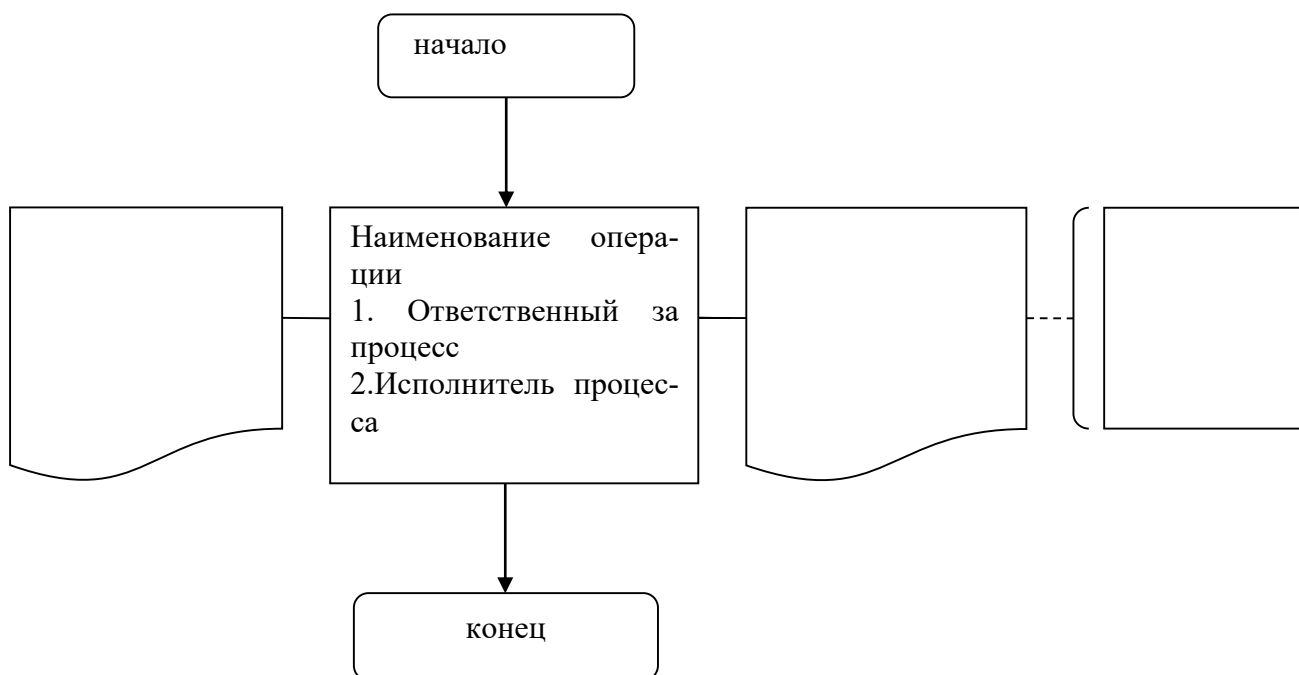 начало
Наименование опера-
ции
1. Ответственный за
процесс
2.Исполнитель процес-
са
конец